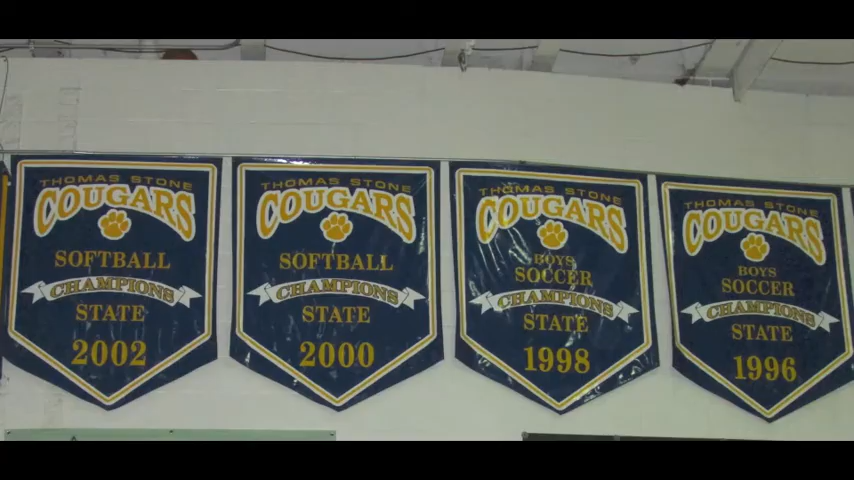 THOMAS STONE
COUGARS
SOFTBALL
CHAMPIONS
STATE
2002
THOMAS STONE
COUGARS
SOFTBALL
CHAMPIONS
STATE
2000
THOMAS STONE
COUGARS
BOYS
SOCCER
CHAMPIONS
STATE
1998
THOMAS STONE
COUGARS
BOYS
SOCCER
CHAMPIONS
STATE
1996